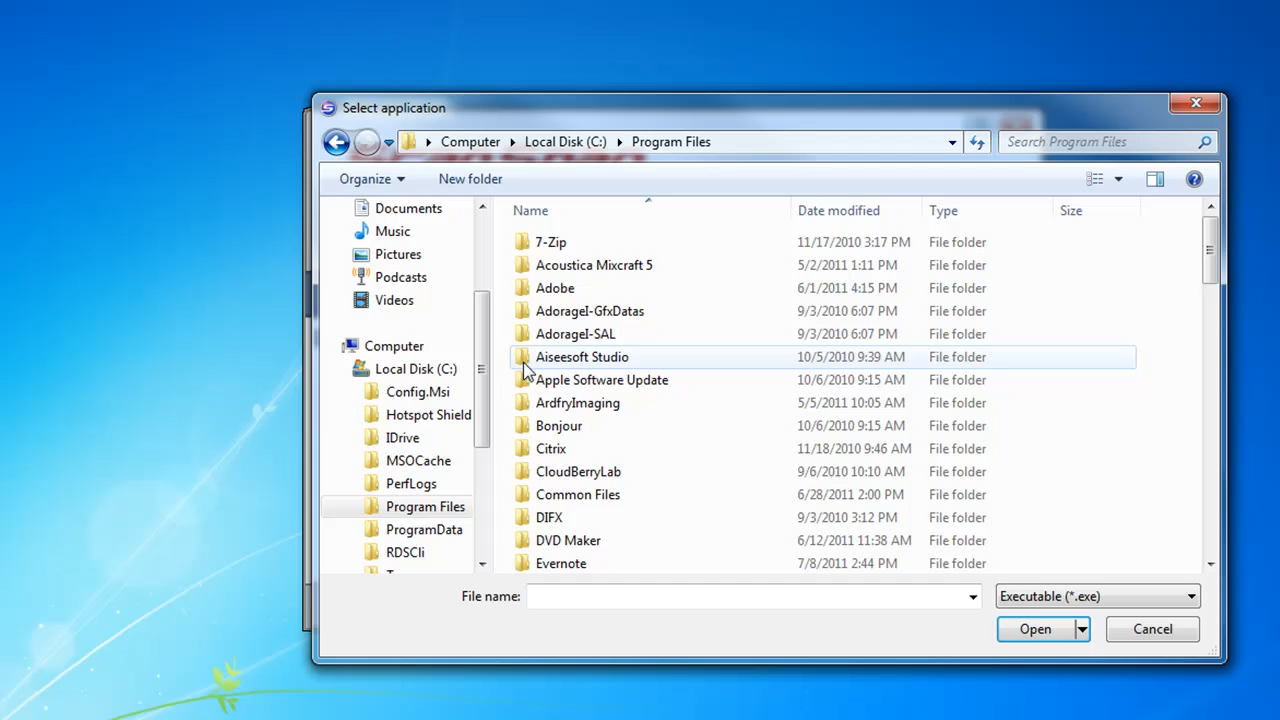 Select application
Computer Local Disk (C:) Program Files
Search Program Files
Organize New folder
Documents
Music
Pictures
Podcasts
Videos
Computer
Local Disk (C:)
Config.Msi
Hotspot Shield
IDrive
MSOCache
PerfLogs
Program Files
ProgramData
RDSCli
Name Date modified Type Size
7-Zip 11/17/2010 3:17 PM File folder
Acoustica Mixcraft 5 5/2/2011 1:11 PM File folder
Adobe 6/1/2011 4:15 PM File folder
AdorageI-GfxDatas 9/3/2010 6:07 PM File folder
AdorageI-SAL 9/3/2010 6:07 PM File folder
Aiseesoft Studio 10/5/2010 9:39 AM File folder
Apple Software Update 10/6/2010 9:15 AM File folder
ArdfryImaging 5/5/2011 10:05 AM File folder
Bonjour 10/6/2010 9:15 AM File folder
Citrix 11/18/2010 9:46 AM File folder
CloudBerryLab 9/6/2010 10:10 AM File folder
Common Files 6/28/2011 2:00 PM File folder
DIFX 9/3/2010 3:12 PM File folder
DVD Maker 6/12/2011 11:38 AM File folder
Evernote 7/8/2011 2:44 PM File folder
File name: Executable (*.exe)
Open Cancel